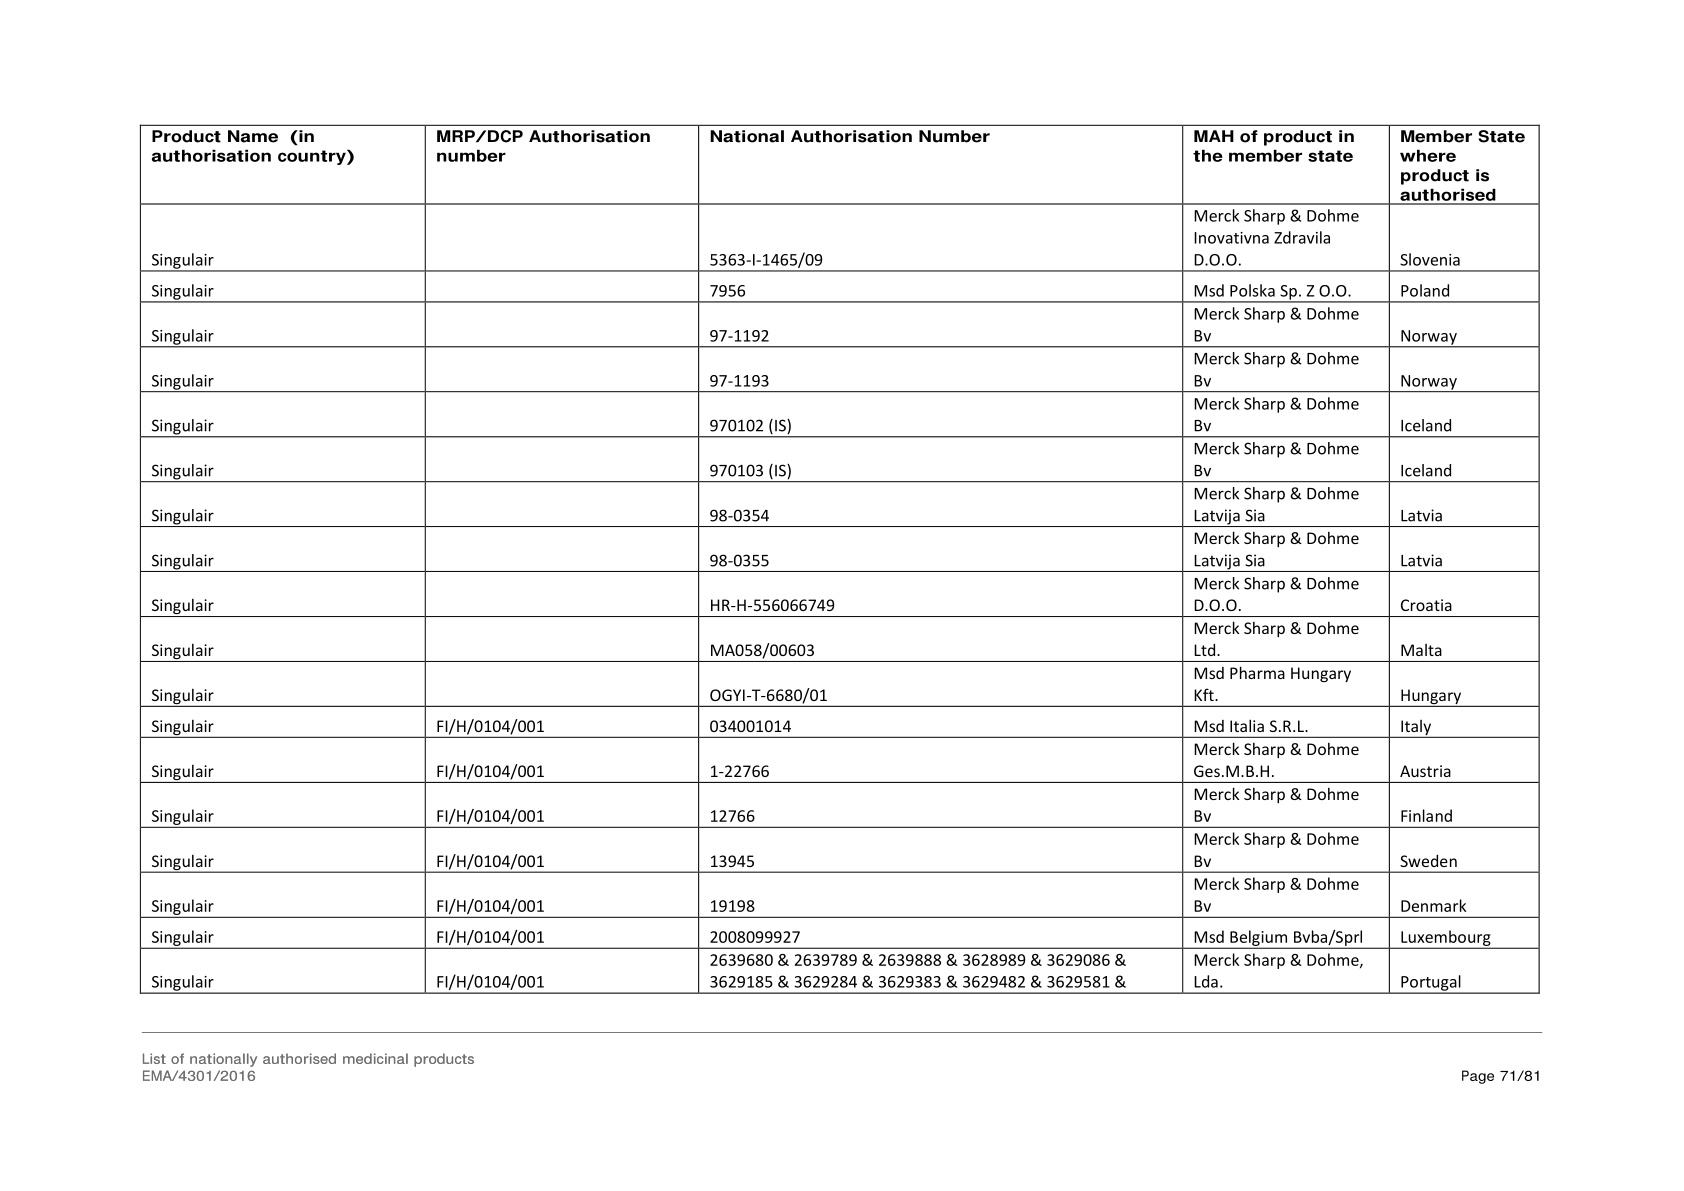 Product Name  (in authorisation country) MRP/DCP Authorisation number National Authorisation Number MAH of product in the member state Member State where product is authorised
Singulair 5363-I-1465/09 Merck Sharp & Dohme Inovativna Zdravila D.O.O. Slovenia
Singulair 7956 Msd Polska Sp. Z O.O. Poland
Singulair 97-1192 Merck Sharp & Dohme Bv Norway
Singulair 97-1193 Merck Sharp & Dohme Bv Norway
Singulair 970102 (IS) Merck Sharp & Dohme Bv Iceland
Singulair 970103 (IS) Merck Sharp & Dohme Bv Iceland
Singulair 98-0354 Merck Sharp & Dohme Latvija Sia Latvia
Singulair 98-0355 Merck Sharp & Dohme Latvija Sia Latvia
Singulair HR-H-556066749 Merck Sharp & Dohme D.O.O. Croatia
Singulair MA058/00603 Merck Sharp & Dohme Ltd. Malta
Singulair OGYI-T-6680/01 Msd Pharma Hungary Kft. Hungary
Singulair FI/H/0104/001 034001014 Msd Italia S.R.L. Italy
Singulair FI/H/0104/001 1-22766 Merck Sharp & Dohme Ges.M.B.H. Austria
Singulair FI/H/0104/001 12766 Merck Sharp & Dohme Bv Finland
Singulair FI/H/0104/001 13945 Merck Sharp & Dohme Bv Sweden
Singulair FI/H/0104/001 19198 Merck Sharp & Dohme Bv Denmark
Singulair FI/H/0104/001 2008099927 Msd Belgium Bvba/Sprl Luxembourg
Singulair FI/H/0104/001 2639680 & 2639789 & 2639888 & 3628989 & 3629086 & 3629185 & 3629284 & 3629383 & 3629482 & 3629581 & Merck Sharp & Dohme, Lda. Portugal
List of nationally authorised medicinal products
EMA/4301/2016 Page 71/81